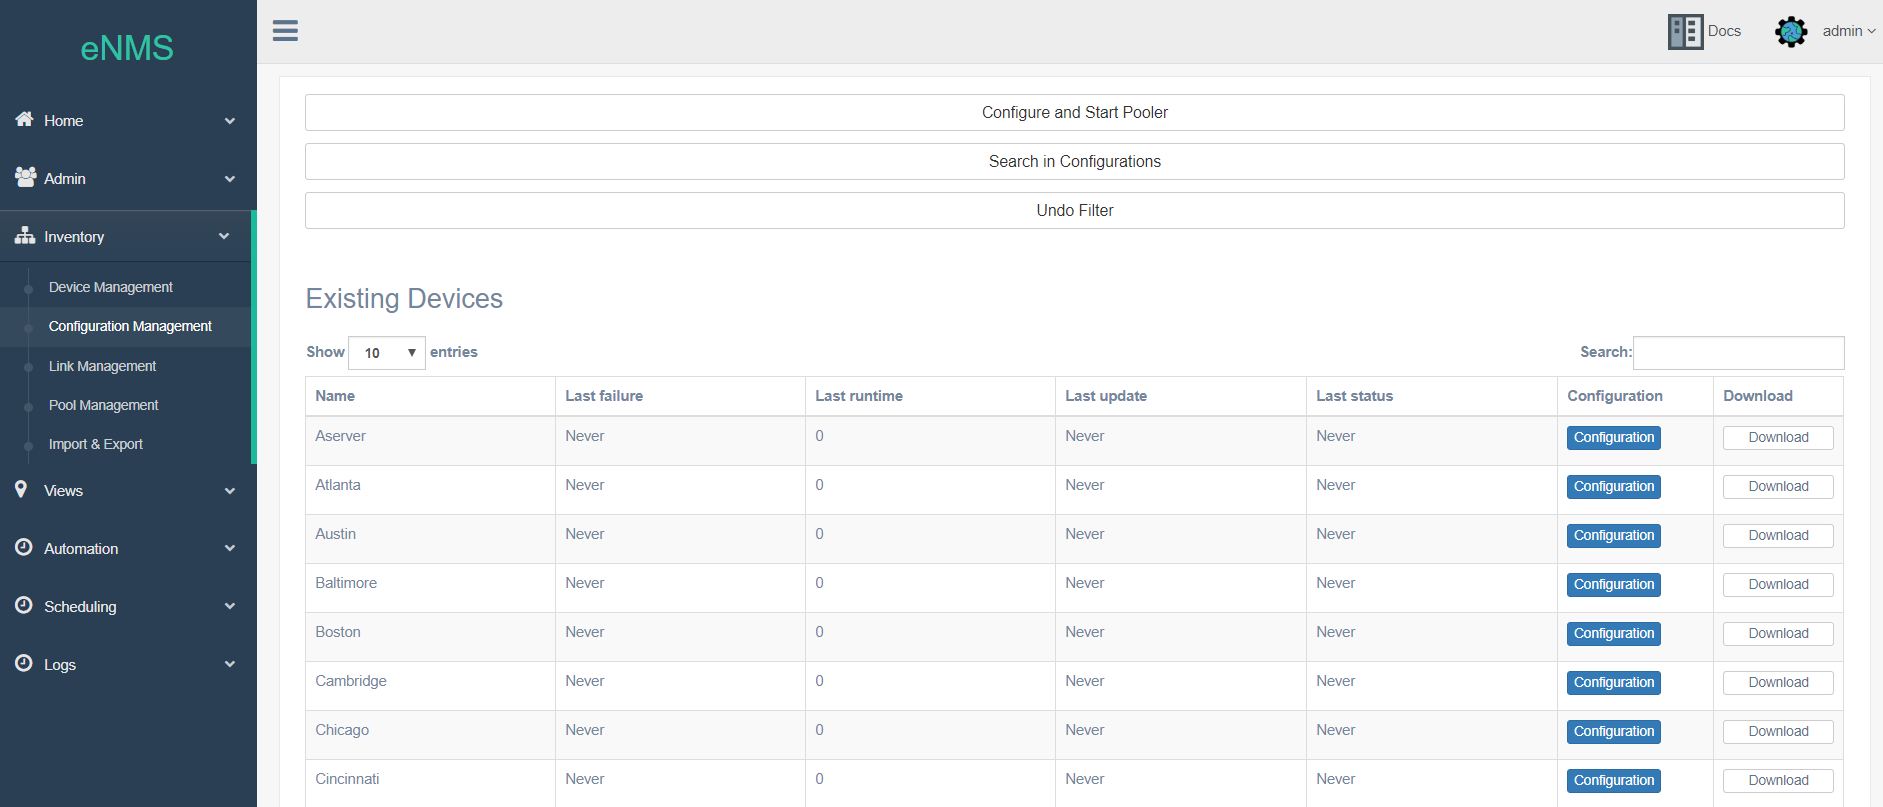 eNMS
Docs
admin
Home
Admin
Inventory
Device Management
Configuration Management
Link Management
Pool Management
Import & Export
Views
Automation
Scheduling
Logs
Configure and Start Pooler
Search in Configurations
Undo Filter
Existing Devices
Show 10 entries Search:
Name Last failure Last runtime Last update Last status Configuration Download
Aserver Never 0 Never Never Configuration Download
Atlanta Never 0 Never Never Configuration Download
Austin Never 0 Never Never Configuration Download
Baltimore Never 0 Never Never Configuration Download
Boston Never 0 Never Never Configuration Download
Cambridge Never 0 Never Never Configuration Download
Chicago Never 0 Never Never Configuration Download
Cincinnati Never 0 Never Never Configuration Download